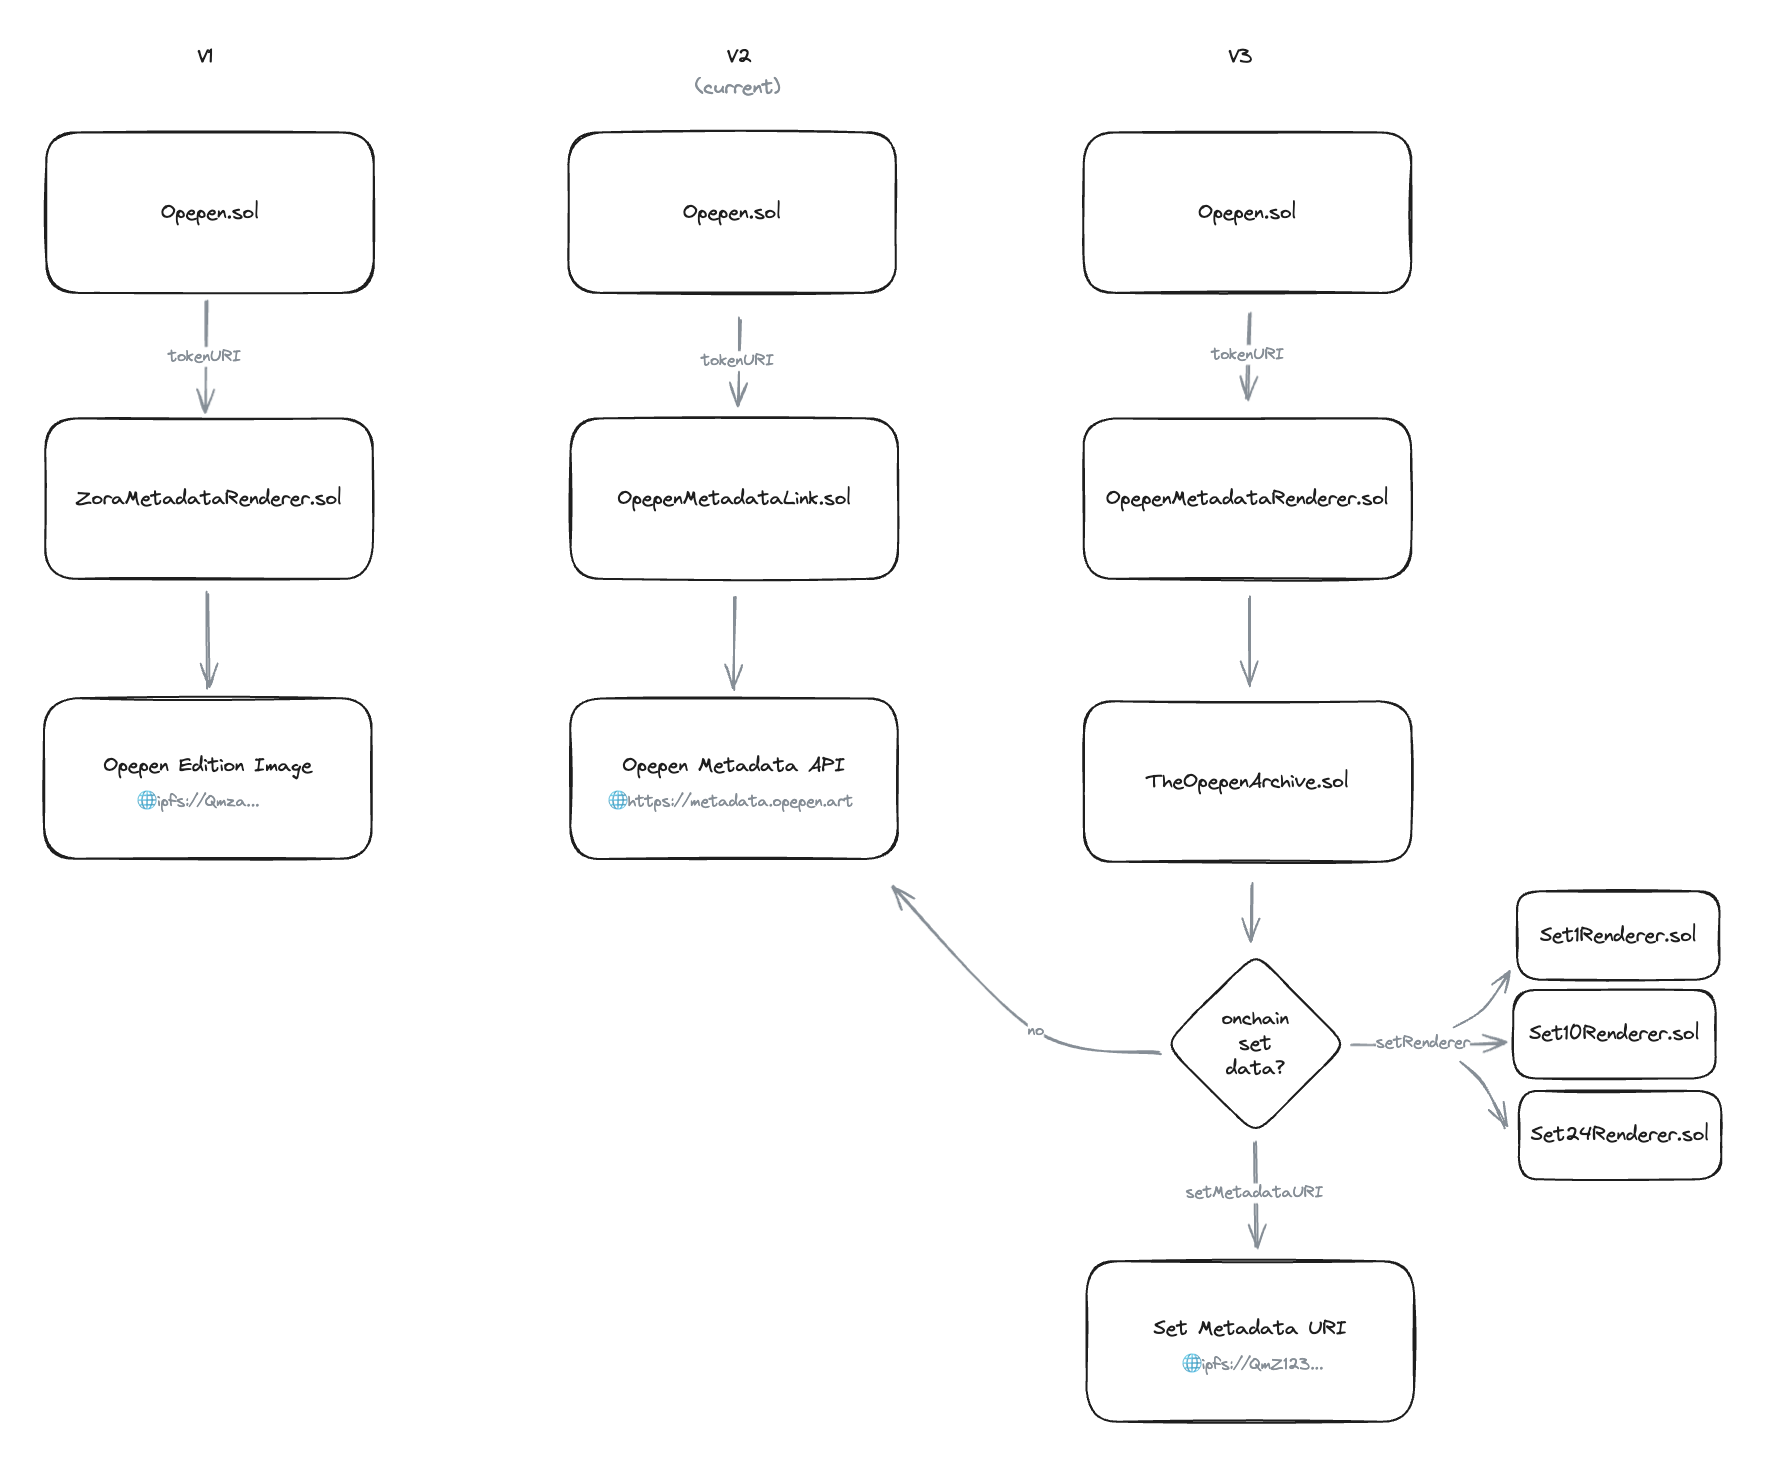 V1
V2
(current)
V3
Opepen.sol
Opepen.sol
Opepen.sol
tokenURI
tokenURI
tokenURI
ZoraMetadataRenderer.sol
OpepenMetadataLink.sol
OpepenMetadataRenderer.sol
Opepen Edition Image
🌐ipfs://Qmza...
Opepen Metadata API
🌐https://metadata.opepen.art
TheOpepenArchive.sol
onchain
set
data?
no
setRenderer
Set1Renderer.sol
Set10Renderer.sol
Set24Renderer.sol
setMetadataURI
Set Metadata URI
🌐ipfs://QmZ123...